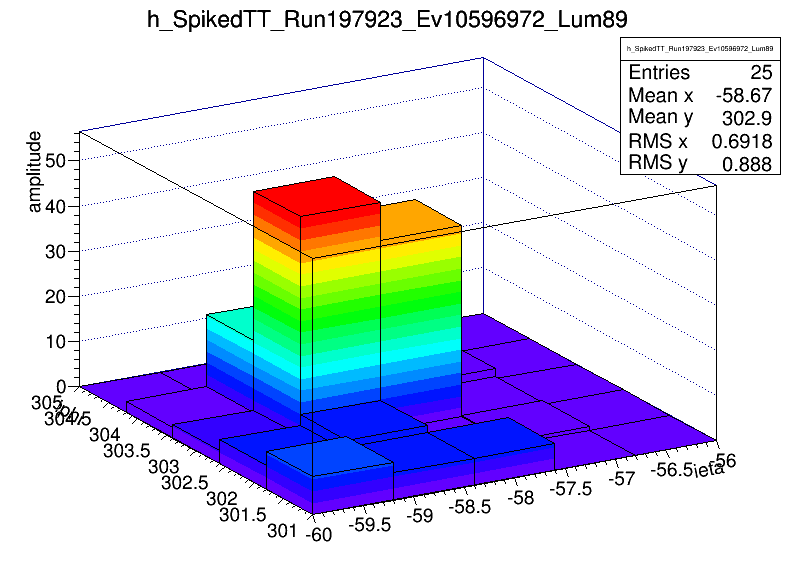 h_SpikedTT_Run197923_Ev10596972_Lum89
h_SpikedTT_Run197923_Ev10596972_Lum89
Entries 25
Mean x -58.67
Mean y 302.9
RMS x 0.6918
RMS y 0.888
amplitude
50
40
30
20
10
0
305
304.5
304
303.5
303
302.5
302
301.5
301
-60
-59.5
-59
-58.5
-58
-57.5
-57
-56.5
-56
ieta